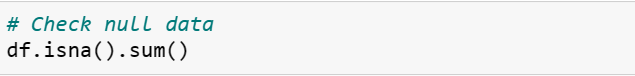 # Check null data
df.isna().sum()